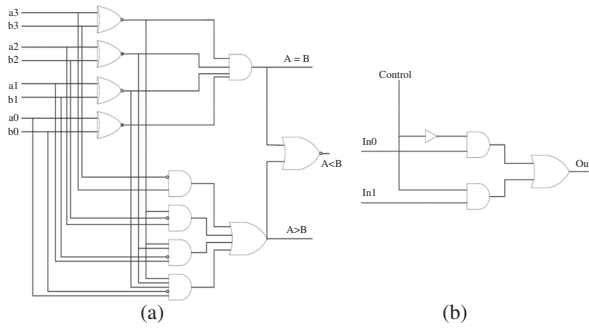 a3
b3
a2
b2
a1
b1
a0
b0
A = B
A<B
A>B
(a)
Control
In0
In1
Ou
(b)